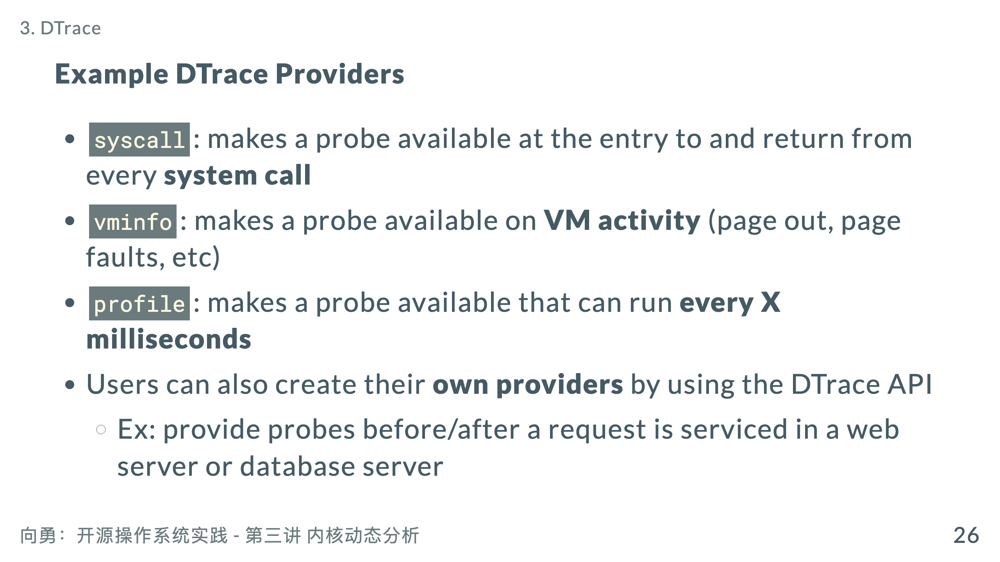 3. DTrace
Example DTrace Providers
• syscall: makes a probe available at the entry to and return from
every system call
• vminfo: makes a probe available on VM activity (page out, page
faults, etc)
• profile: makes a probe available that can run every X
milliseconds
• Users can also create their own providers by using the DTrace API
○ Ex: provide probes before/after a request is serviced in a web
server or database server
向勇：开源操作系统实践 - 第三讲 内核动态分析
26